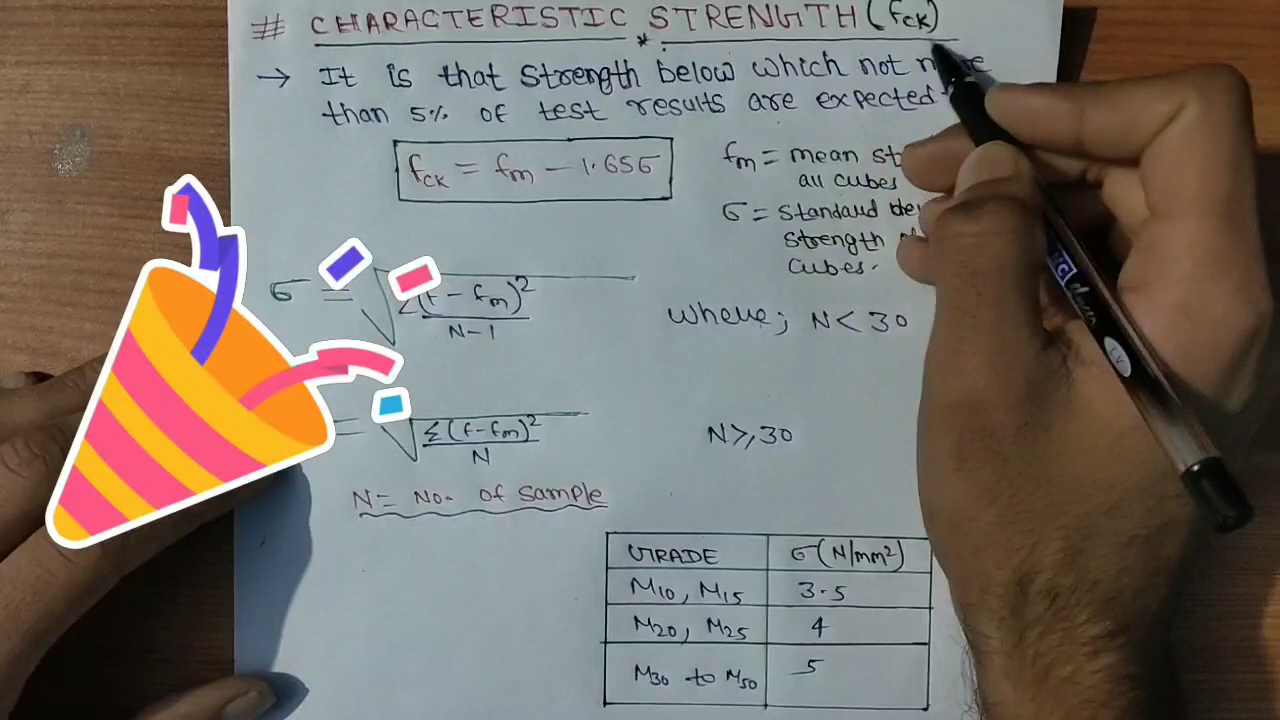 # CHARACTERISTIC STRENGTH (fck)
→ It is that strength below which not
than 5% of test results are expected
fck = fm – 1.65σ
fm = mean
all cubes
σ = standard
strength
cubes.
σ = √ Σ(f – fm)² / N–1
where; N < 30
= √ Σ(f–fm)² / N
N ≥ 30
N = No. of sample
GRADE σ (N/mm²)
M10, M15 3.5
M20, M25 4
M30 to M50 5